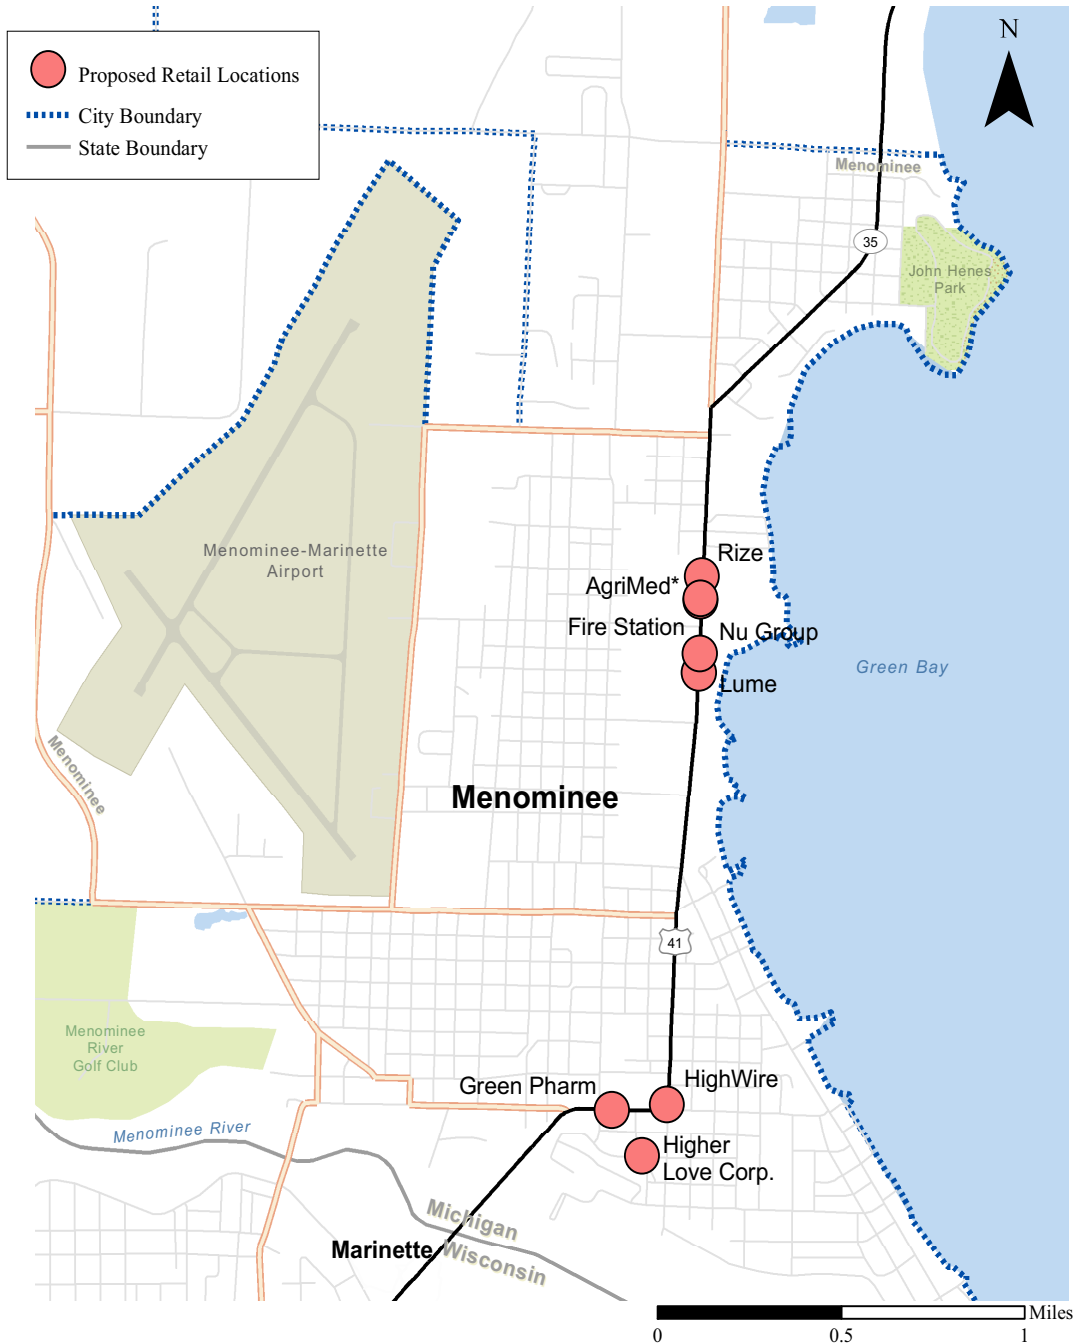 N
Proposed Retail Locations
City Boundary
State Boundary
Menominee
35
John Henes
Park
Menominee-Marinette
Airport
Rize
AgriMed*
Fire Station
Nu Group
Green Bay
Lume
Menominee
Menominee
41
Menominee
River
Golf Club
Green Pharm
HighWire
Menominee River
Higher
Love Corp.
Michigan
Marinette
Wisconsin
Miles
0
0.5
1